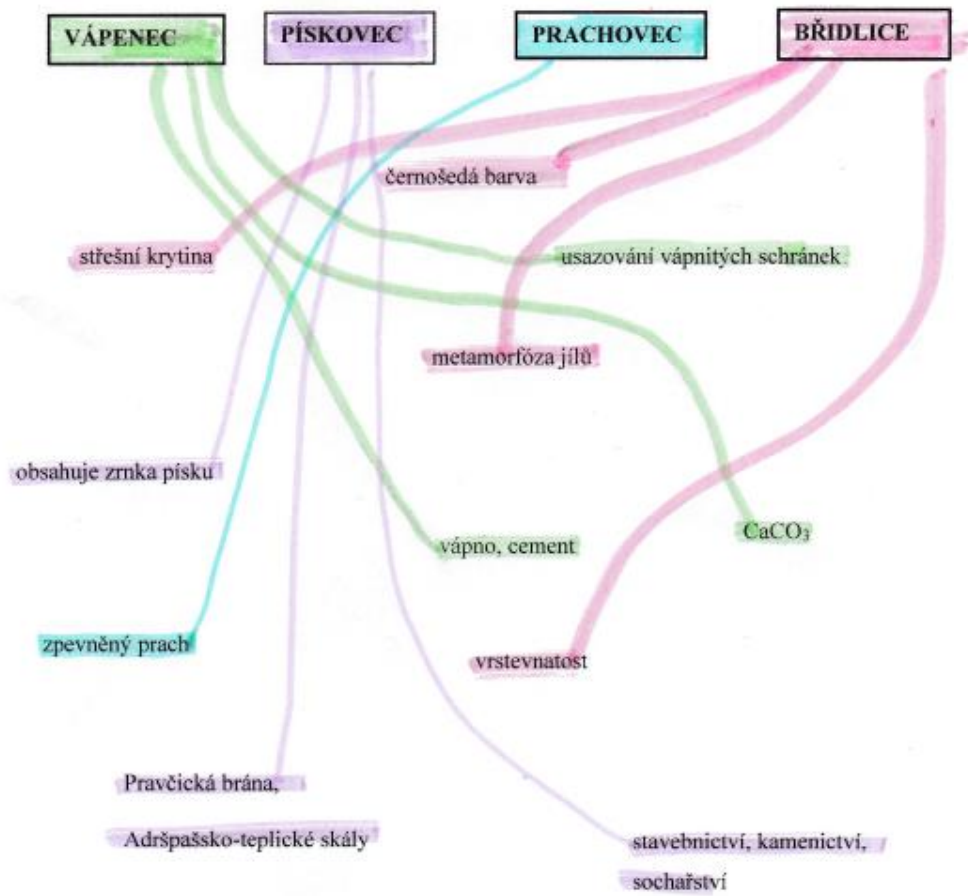 VÁPENEC
PÍSKOVEC
PRACHOVEC
BŘIDLICE
černošedá barva
střešní krytina
usazování vápnitých schránek
metamorfóza jílů
obsahuje zrnka písku
CaCO₃
vápno, cement
zpevněný prach
vrstevnatost
Pravčická brána,
Adršpašsko-teplické skály
stavebnictví, kamenictví,
sochařství